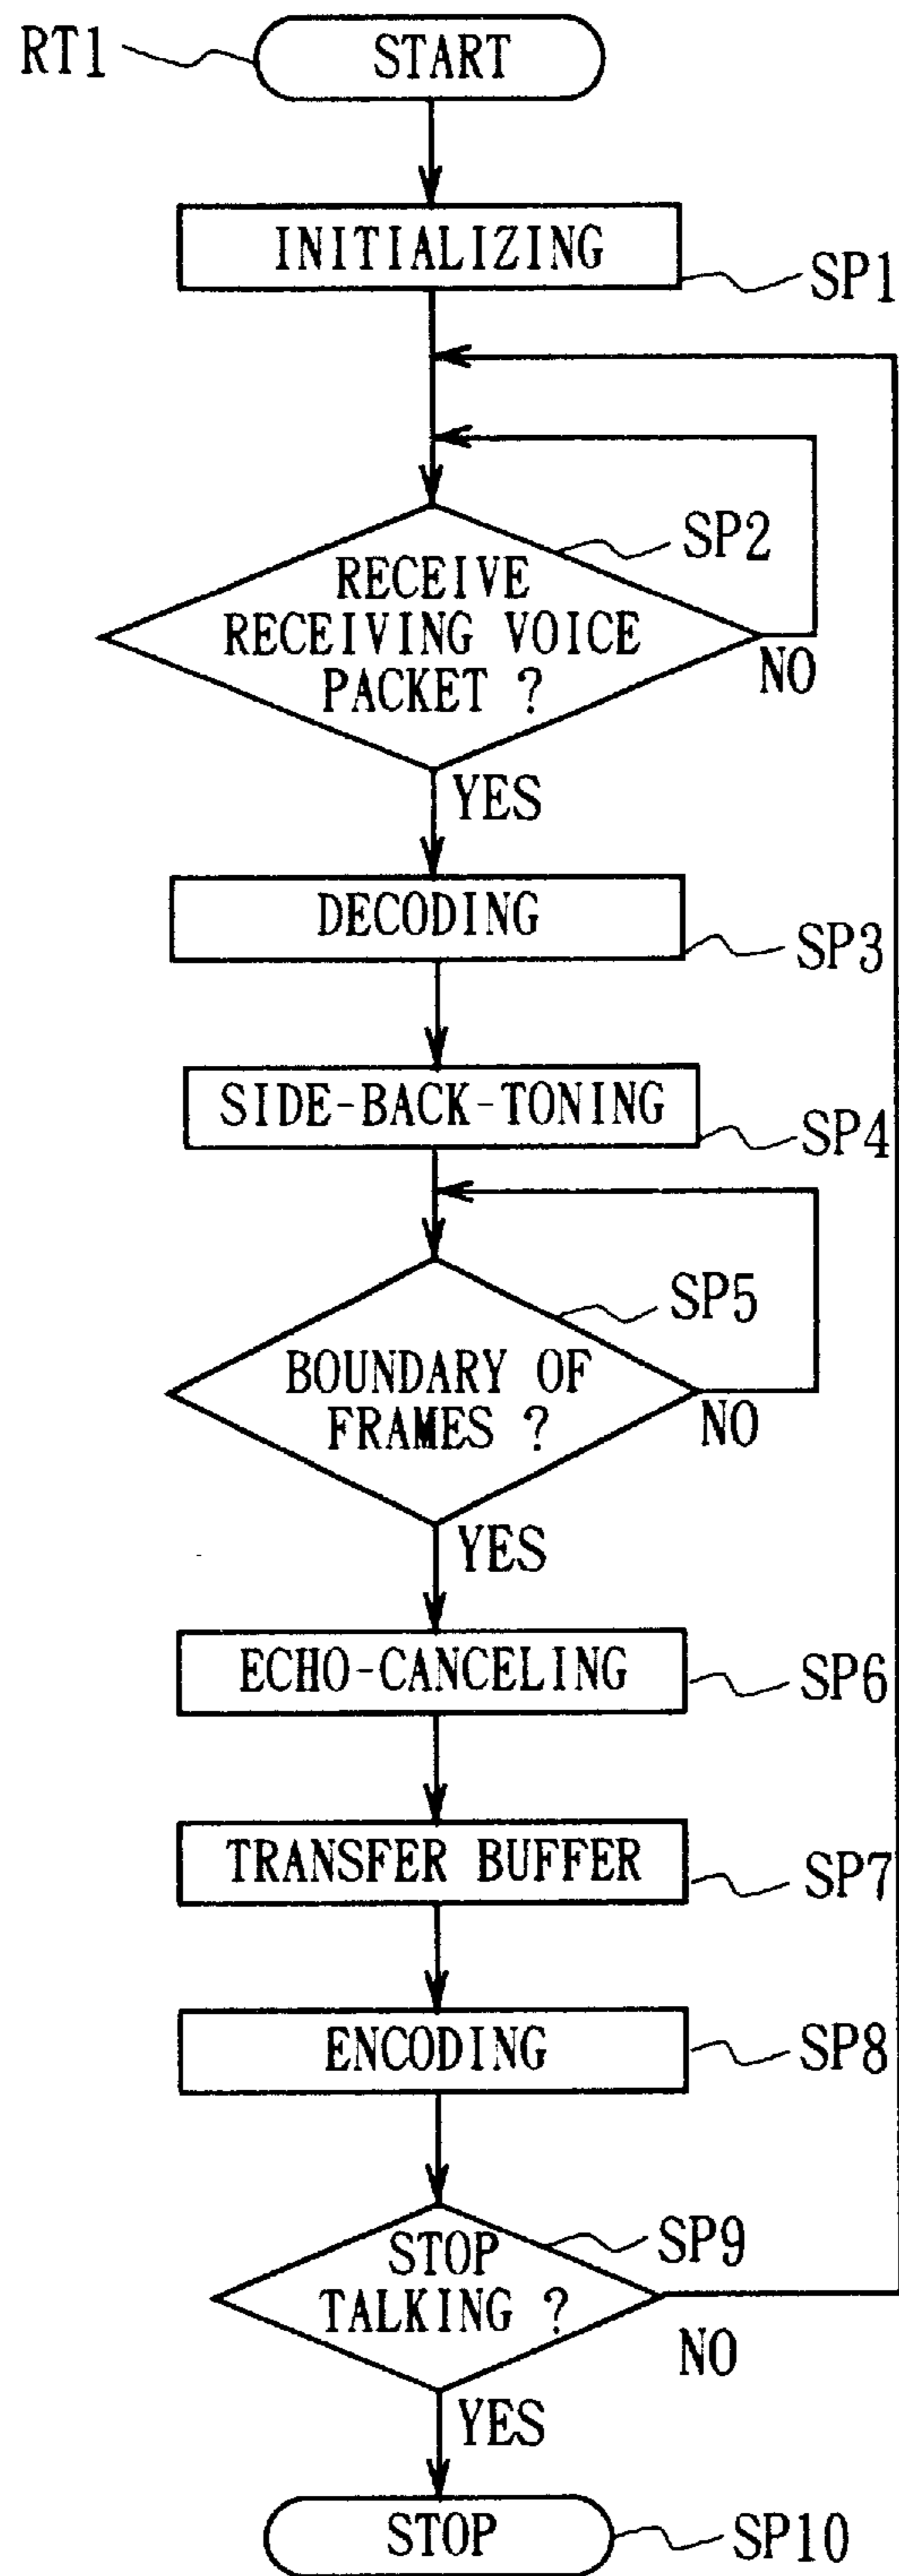 RT1
START
INITIALIZING
SP1
SP2
RECEIVE
RECEIVING VOICE
PACKET ?
NO
YES
DECODING
SP3
SIDE-BACK-TONING
SP4
SP5
BOUNDARY OF
FRAMES ?
NO
YES
ECHO-CANCELING
SP6
TRANSFER BUFFER
SP7
ENCODING
SP8
SP9
STOP
TALKING ?
NO
YES
STOP
SP10